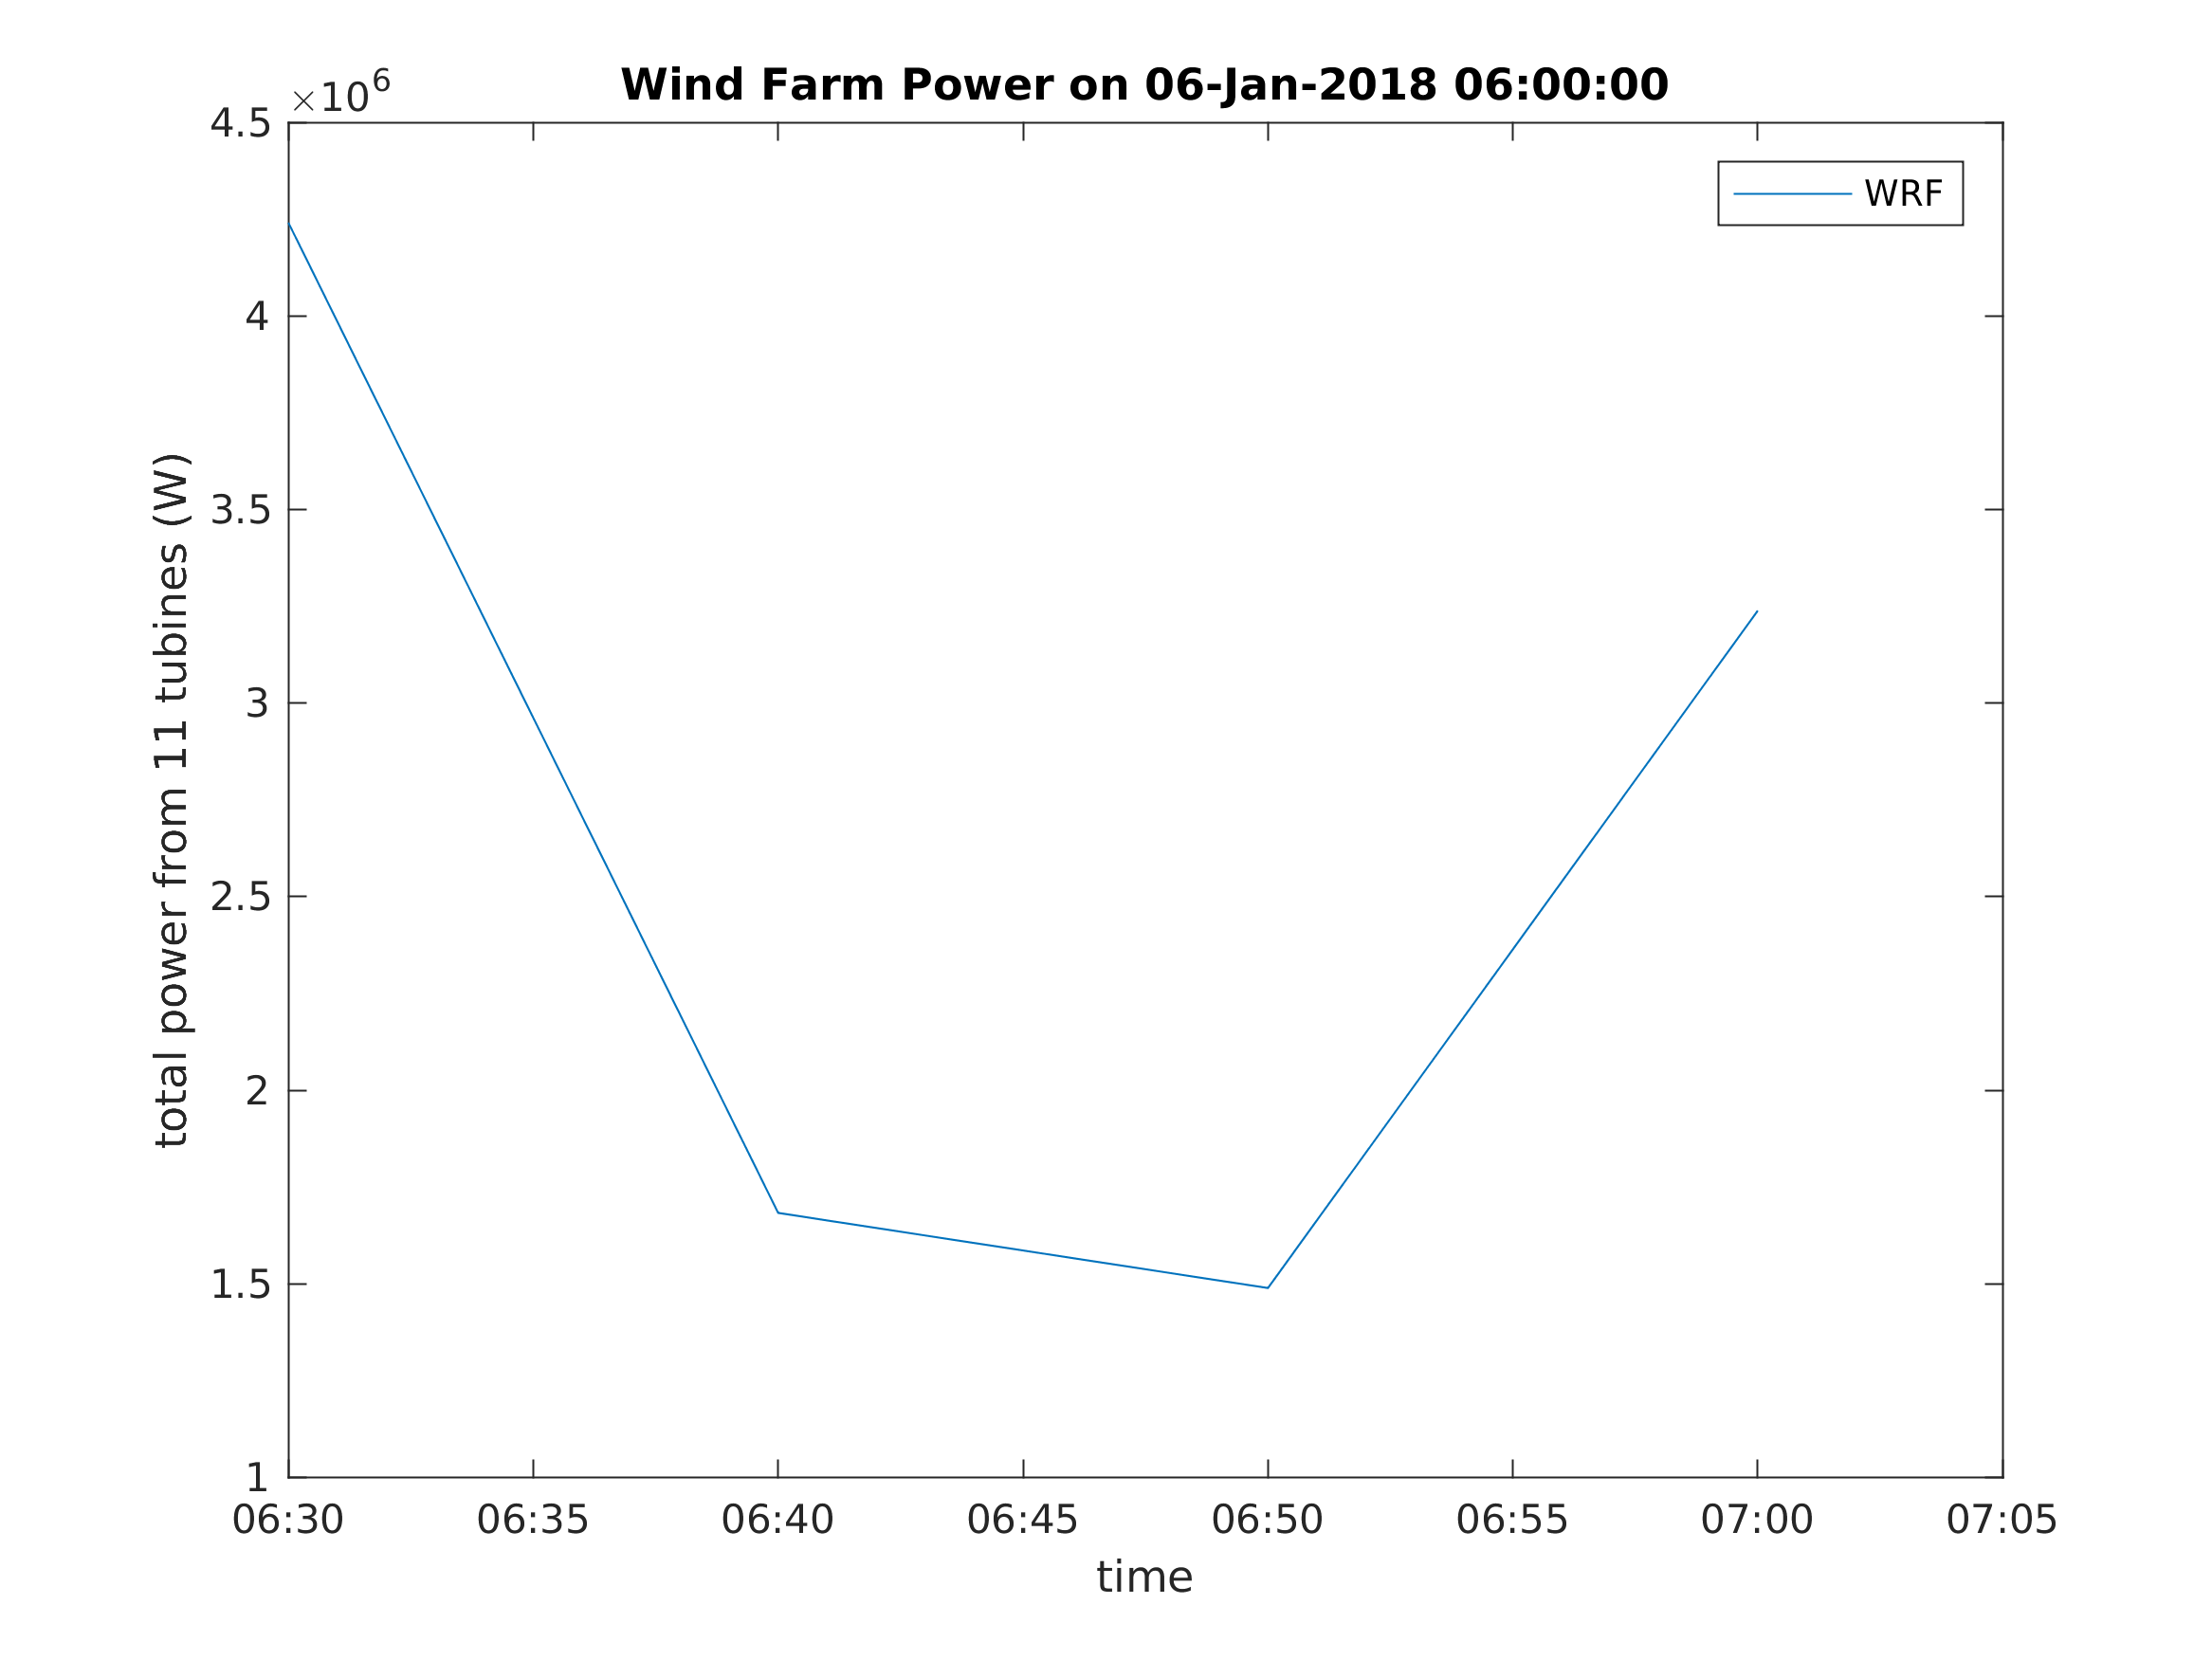 Wind Farm Power on 06-Jan-2018 06:00:00
×10⁶
4.5
4
3.5
3
2.5
2
1.5
1
total power from 11 tubines (W)
WRF
06:30 06:35 06:40 06:45 06:50 06:55 07:00 07:05
time